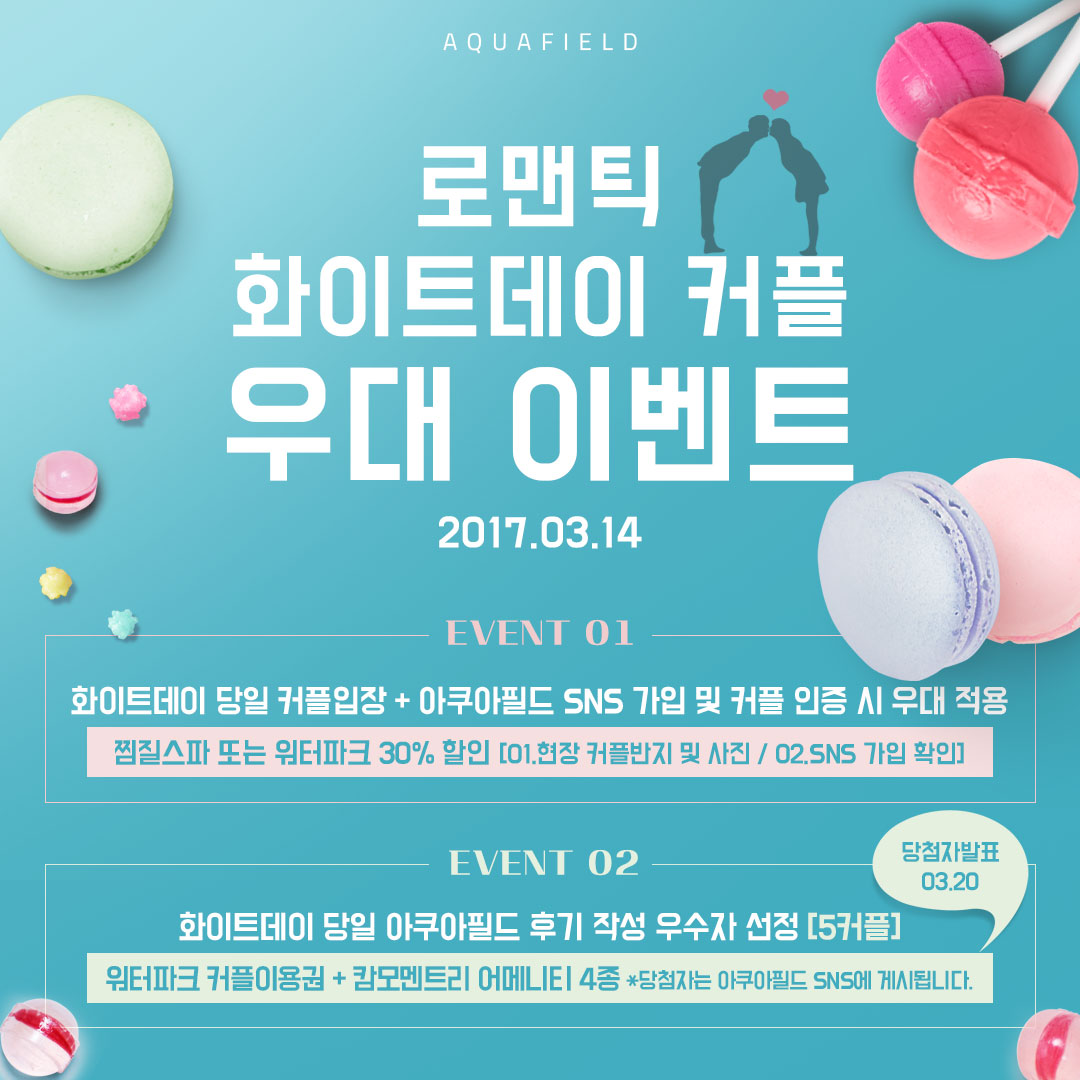 AQUAFIELD
로맨틱
화이트데이 커플
우대 이벤트
2017.03.14
EVENT 01
화이트데이 당일 커플입장 + 아쿠아필드 SNS 가입 및 커플 인증 시 우대 적용
찜질스파 또는 워터파크 30% 할인 [01.현장 커플반지 및 사진 / 02.SNS 가입 확인]
EVENT 02
당첨자발표
03.20
화이트데이 당일 아쿠아필드 후기 작성 우수자 선정 [5커플]
워터파크 커플이용권 + 캄모멘트리 어메니티 4종 *당첨자는 아쿠아필드 SNS에 게시됩니다.